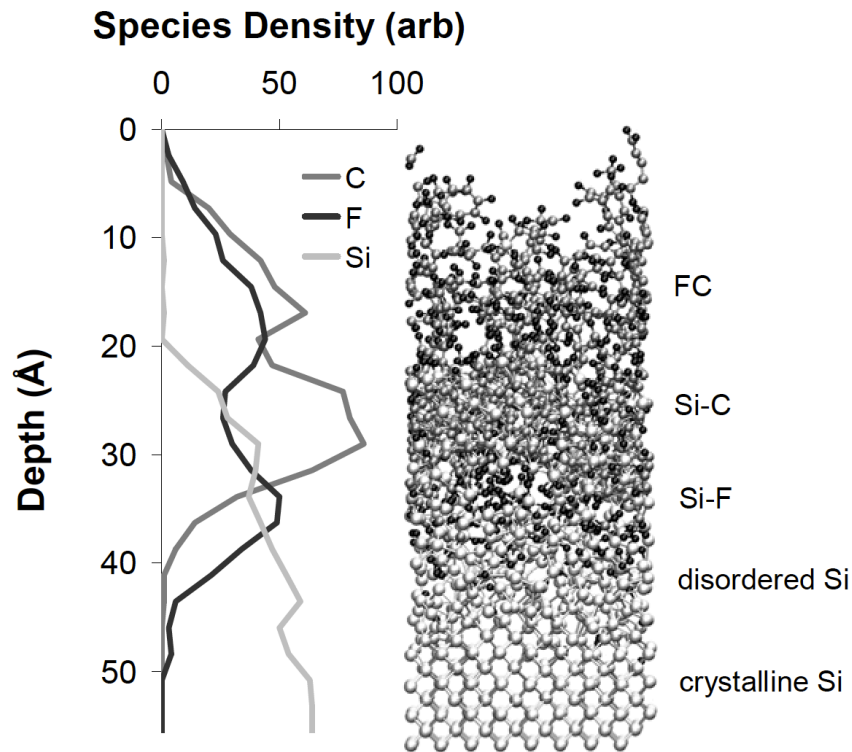 Species Density (arb)
0 50 100
0
10
20
30
40
50
Depth (Å)
C
F
Si
FC
Si-C
Si-F
disordered Si
crystalline Si